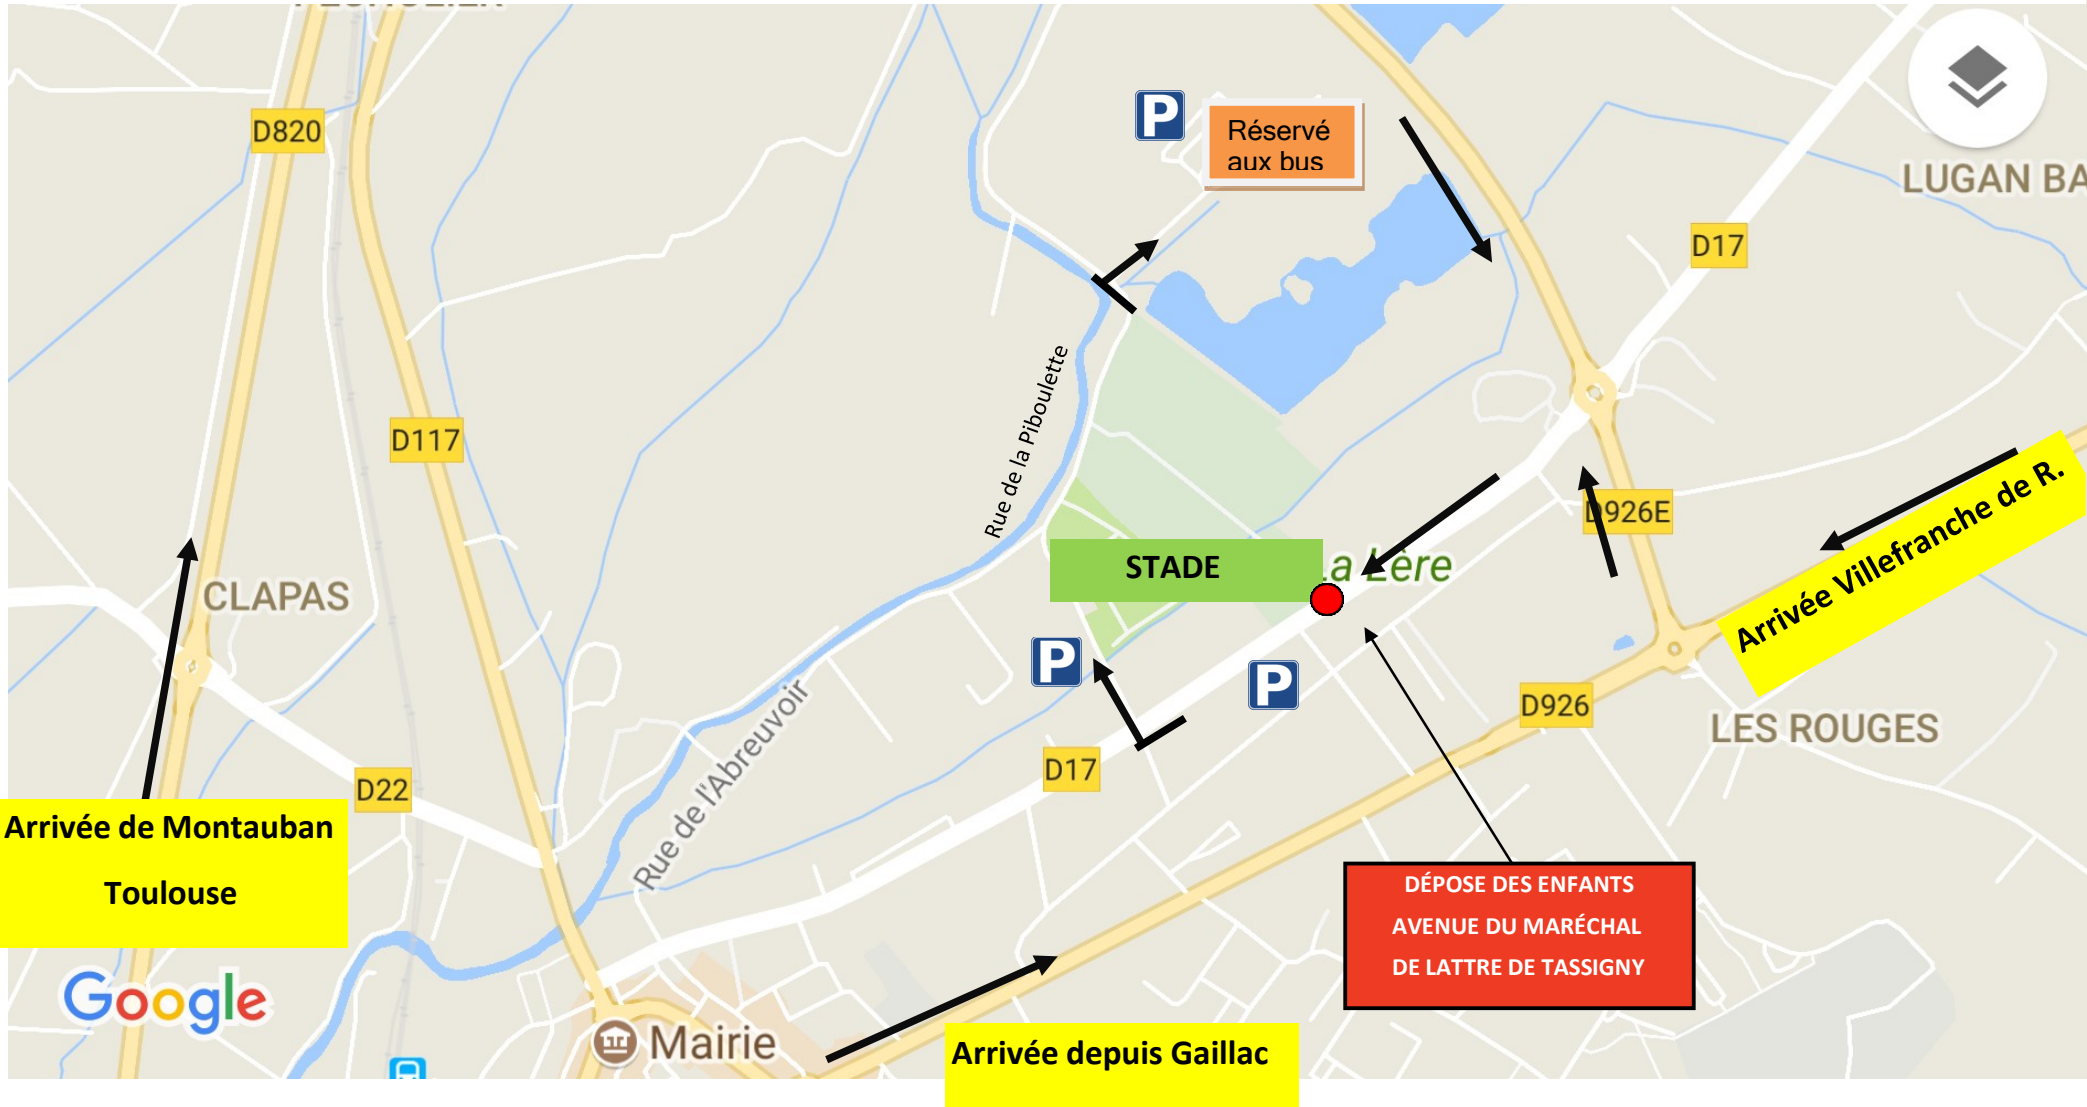 D820
P
Réservé
aux bus
LUGAN BA
D17
D117
Rue de la Piboulette
D926E
Arrivée Villefranche de R.
STADE
La Lère
CLAPAS
P
P
D926
LES ROUGES
D17
D22
Rue de l'Abreuvoir
Arrivée de Montauban
Toulouse
DÉPOSE DES ENFANTS
AVENUE DU MARÉCHAL
DE LATTRE DE TASSIGNY
Google
Mairie
Arrivée depuis Gaillac